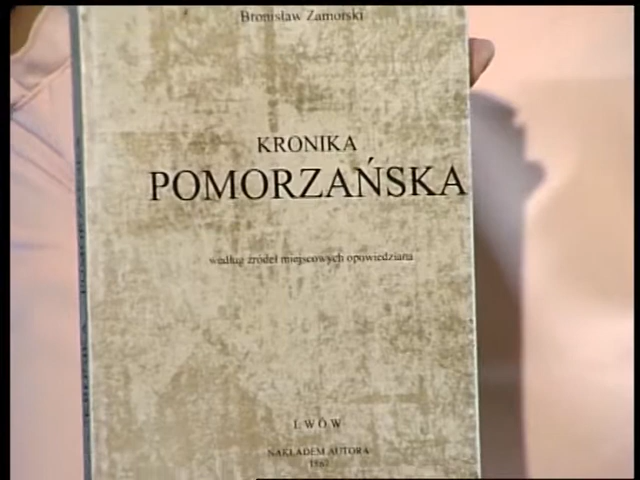 Bronisław Zamorski
KRONIKA
POMORZAŃSKA
według źródeł miejscowych opowiedziana
LWÓW
NAKŁADEM AUTORA
1867